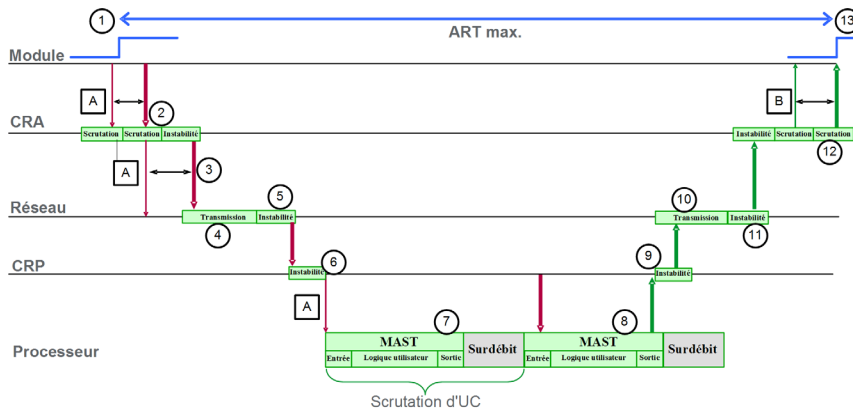 1
ART max.
13
Module
A
B
2
CRA
Scrutation
Scrutation
Instabilité
Instabilité
Scrutation
Scrutation
A
3
12
5
10
Réseau
Transmission
Instabilité
Transmission
Instabilité
4
11
6
9
CRP
Instabilité
Instabilité
A
7
8
MAST
MAST
Surdébit
Surdébit
Processeur
Entrée
Logique utilisateur
Sortie
Entrée
Logique utilisateur
Sortie
Scrutation d'UC